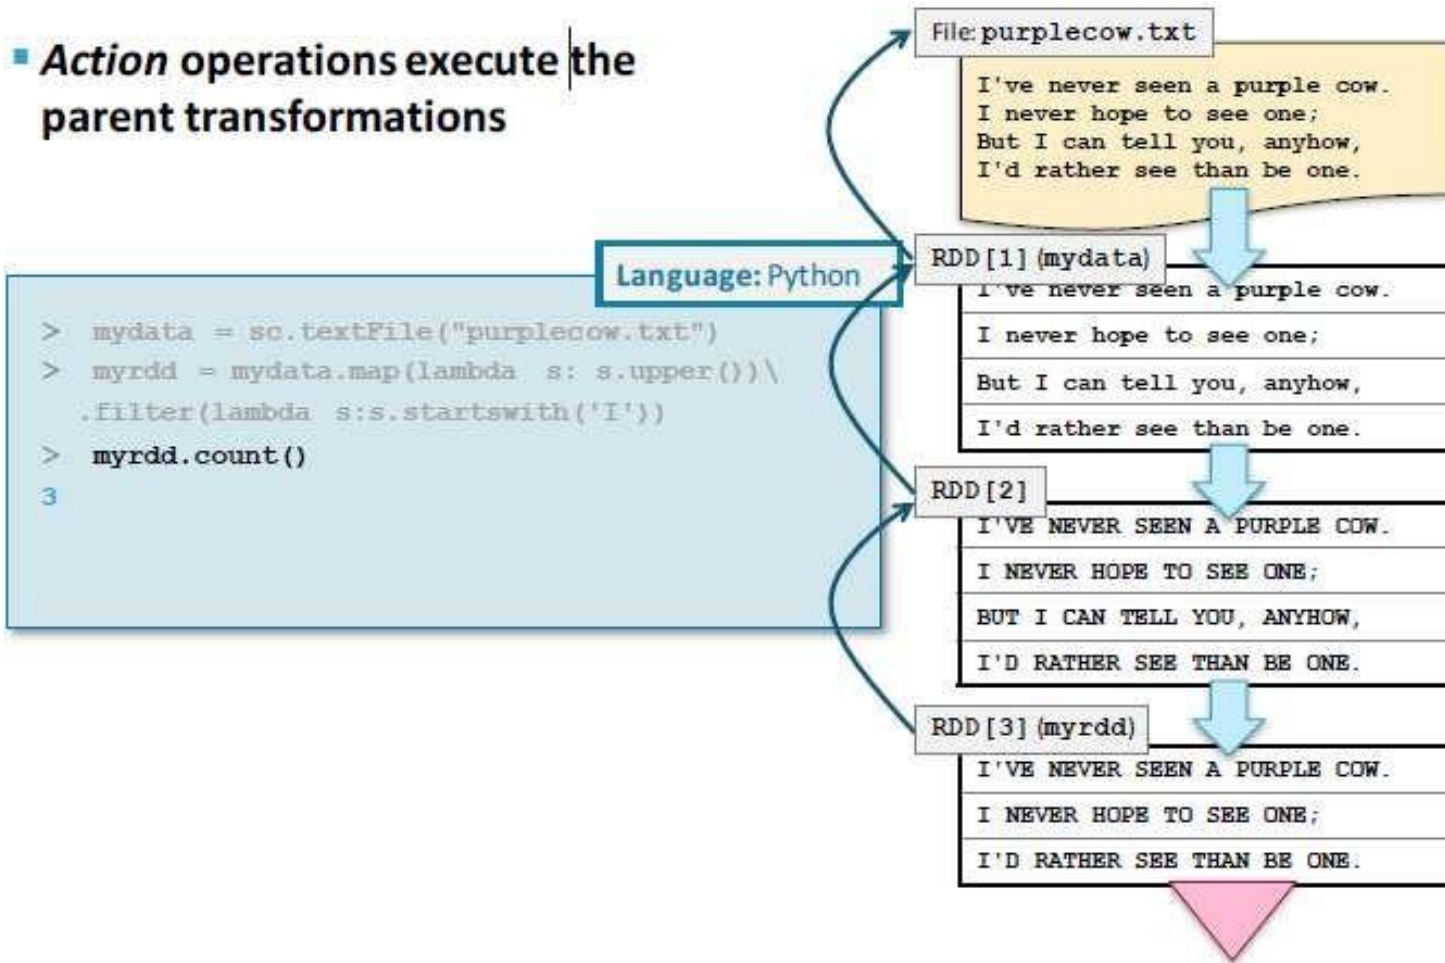 Action operations execute the
parent transformations
Language: Python
> mydata = sc.textFile("purplecow.txt")
> myrdd = mydata.map(lambda s: s.upper())\
.filter(lambda s:s.startswith('I'))
> myrdd.count()
3
File: purplecow.txt
I've never seen a purple cow.
I never hope to see one;
But I can tell you, anyhow,
I'd rather see than be one.
RDD[1] (mydata)
I've never seen a purple cow.
I never hope to see one;
But I can tell you, anyhow,
I'd rather see than be one.
RDD[2]
I'VE NEVER SEEN A PURPLE COW.
I NEVER HOPE TO SEE ONE;
BUT I CAN TELL YOU, ANYHOW,
I'D RATHER SEE THAN BE ONE.
RDD[3] (myrdd)
I'VE NEVER SEEN A PURPLE COW.
I NEVER HOPE TO SEE ONE;
I'D RATHER SEE THAN BE ONE.